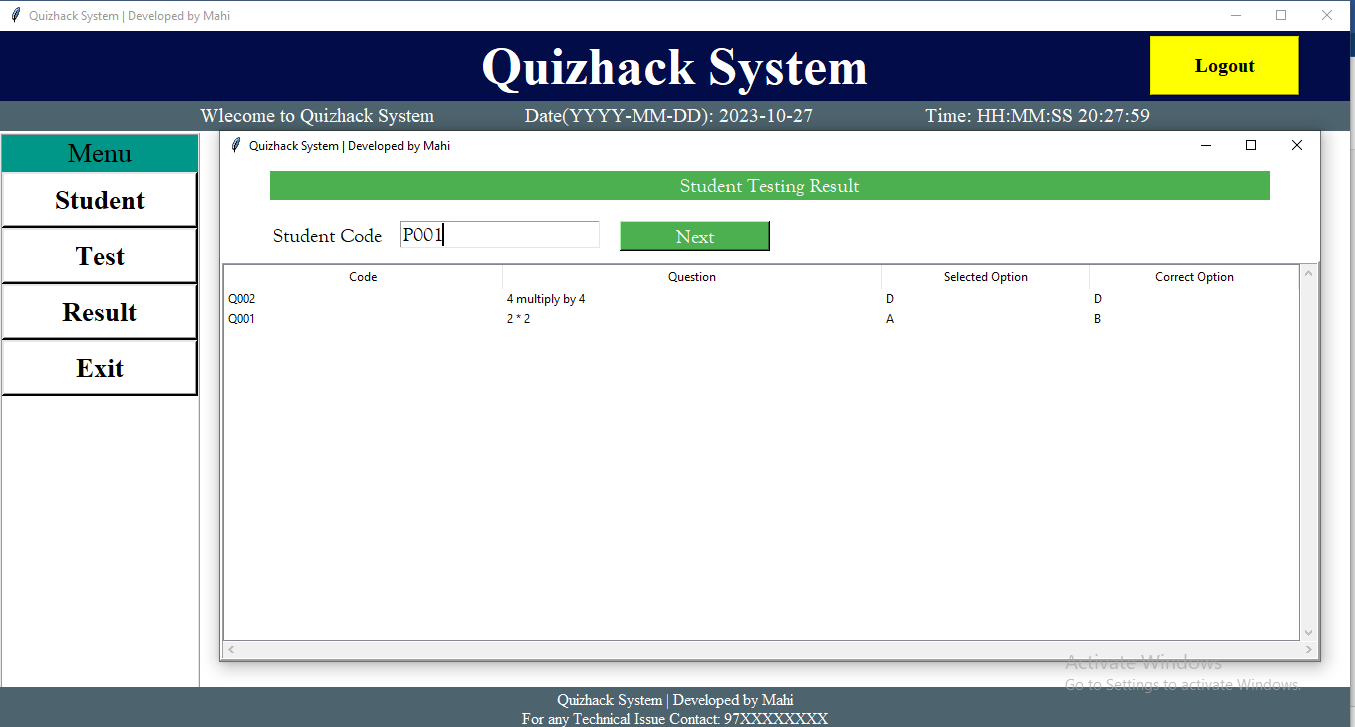 Quizhack System | Developed by Mahi
Quizhack System
Logout
Wlecome to Quizhack System Date(YYYY-MM-DD): 2023-10-27 Time: HH:MM:SS 20:27:59
Menu
Student
Test
Result
Exit
Quizhack System | Developed by Mahi
Student Testing Result
Student Code P001 Next
Code Question Selected Option Correct Option
Q002 4 multiply by 4 D D
Q001 2 * 2 A B
Activate Windows
Go to Settings to activate Windows.
Quizhack System | Developed by Mahi
For any Technical Issue Contact: 97XXXXXXXX